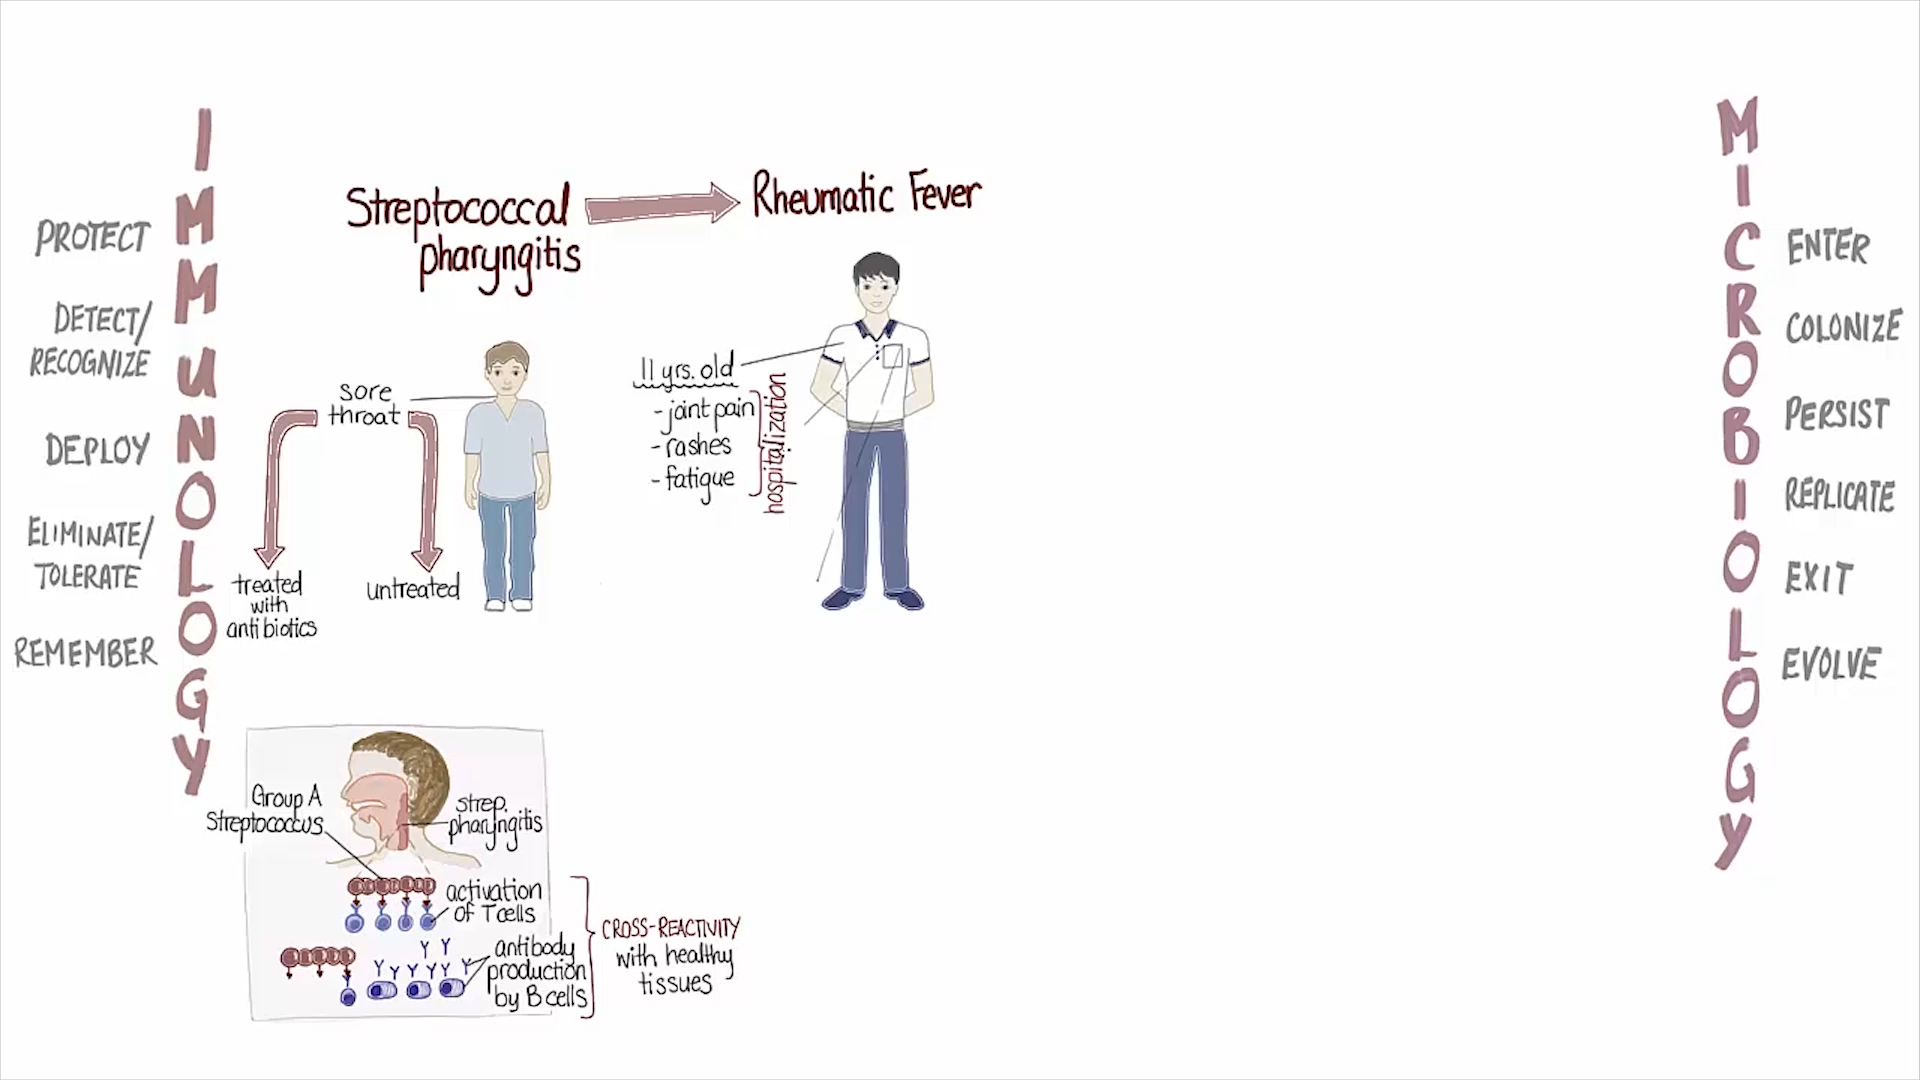 IMMUNOLOGY
PROTECT
DETECT/
RECOGNIZE
DEPLOY
ELIMINATE/
TOLERATE
REMEMBER
Streptococcal
pharyngitis
Rheumatic Fever
sore
throat
treated
with
antibiotics
untreated
11 yrs. old
- joint pain
- rashes
- fatigue
hospitalization
Group A
Streptococcus
strep.
pharyngitis
activation
of T cells
antibody
production
by B cells
CROSS-REACTIVITY
with healthy
tissues
MICROBIOLOGY
ENTER
COLONIZE
PERSIST
REPLICATE
EXIT
EVOLVE